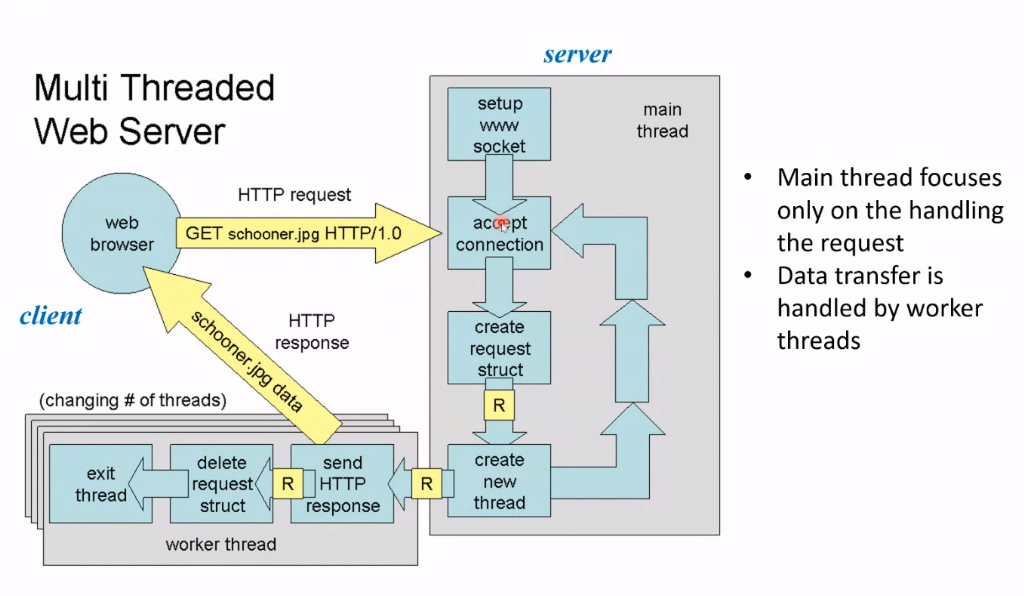 Multi Threaded
Web Server
server
setup
www
socket
main
thread
HTTP request
web
browser
GET schooner.jpg HTTP/1.0
accept
connection
client
HTTP
response
schooner.jpg data
create
request
struct
R
(changing # of threads)
create
new
thread
R
send
HTTP
response
R
delete
request
struct
exit
thread
worker thread
• Main thread focuses
only on the handling
the request
• Data transfer is
handled by worker
threads